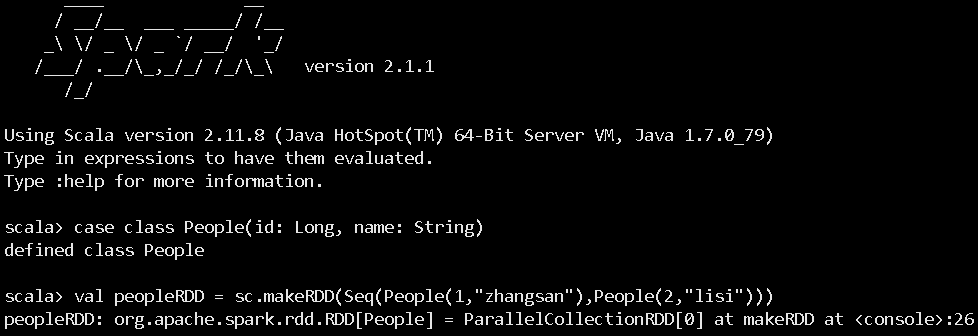 ____              __
     / __/__  ___ _____/ /__
    _\ \/ _ \/ _ `/ __/  '_/
   /___/ .__/\_,_/_/ /_/\_\   version 2.1.1
      /_/

Using Scala version 2.11.8 (Java HotSpot(TM) 64-Bit Server VM, Java 1.7.0_79)
Type in expressions to have them evaluated.
Type :help for more information.

scala> case class People(id: Long, name: String)
defined class People

scala> val peopleRDD = sc.makeRDD(Seq(People(1,"zhangsan"),People(2,"lisi")))
peopleRDD: org.apache.spark.rdd.RDD[People] = ParallelCollectionRDD[0] at makeRDD at <console>:26